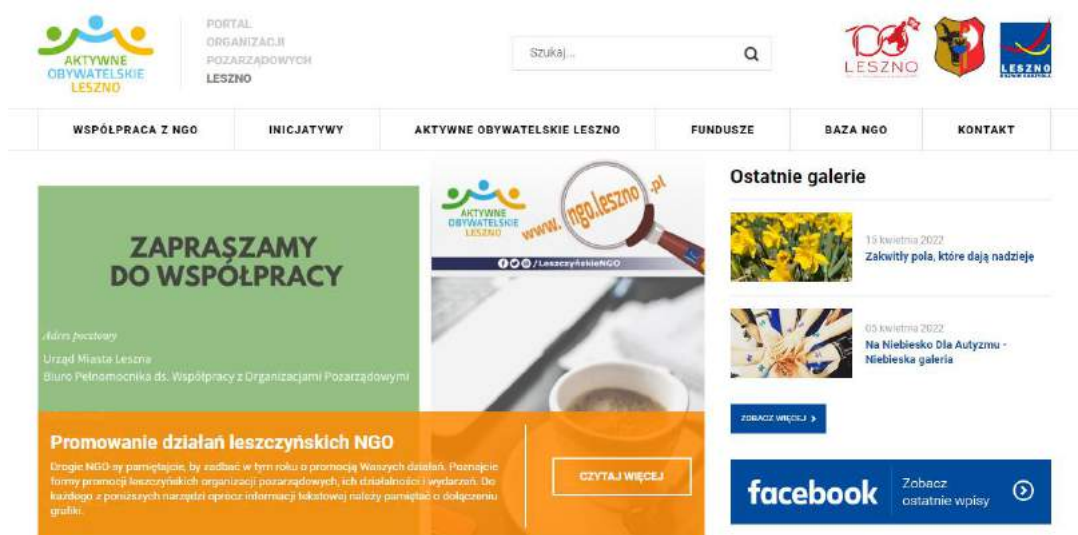 AKTYWNE
OBYWATELSKIE
LESZNO
PORTAL
ORGANIZACJI
POZARZĄDOWYCH
LESZNO
Szukaj...
100
LESZNO
LESZNO
WSPÓŁPRACA Z NGO
INICJATYWY
AKTYWNE OBYWATELSKIE LESZNO
FUNDUSZE
BAZA NGO
KONTAKT
ZAPRASZAMY
DO WSPÓŁPRACY
Adres pocztowy
Urząd Miasta Leszna
Biuro Pełnomocnika ds. Współpracy z Organizacjami Pozarządowymi
AKTYWNE
OBYWATELSKIE
LESZNO
www. ngo.leszno .pl
/LeszczyńskieNGO
Promowanie działań leszczyńskich NGO
Drogie NGO-sy pamiętajcie, by zadbać w tym roku o promocję Waszych działań. Poznajcie
formy promocji leszczyńskich organizacji pozarządowych, ich działalności i wydarzeń. Do
każdego z poniższych narzędzi oprócz informacji tekstowej należy pamiętać o dołączeniu
grafiki.
CZYTAJ WIĘCEJ
Ostatnie galerie
15 kwietnia 2022
Zakwitły pola, które dają nadzieję
05 kwietnia 2022
Na Niebiesko Dla Autyzmu -
Niebieska galeria
ZOBACZ WIĘCEJ
facebook
Zobacz
ostatnie wpisy